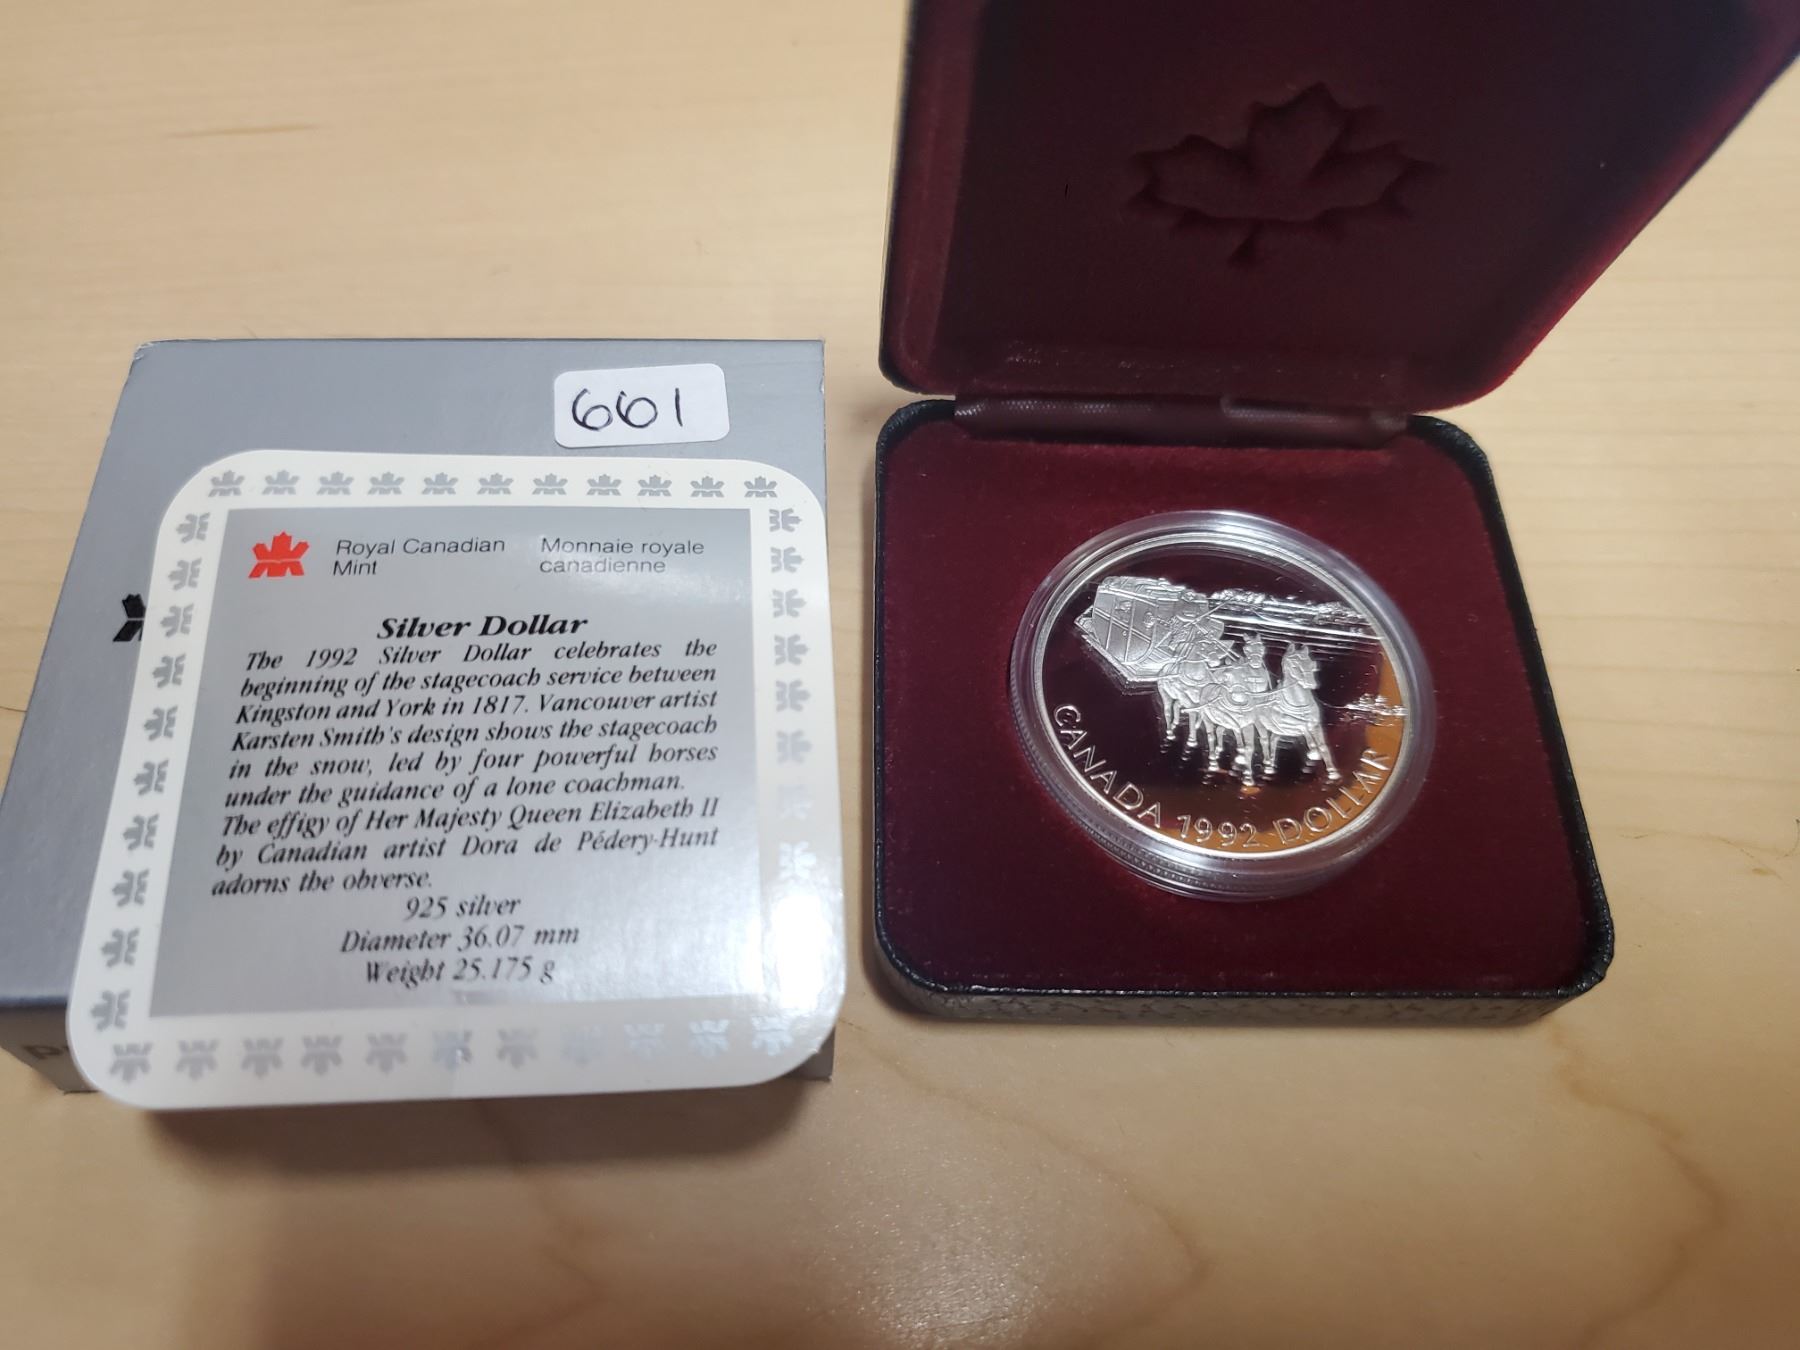 661
Royal Canadian Mint
Monnaie royale canadienne
Silver Dollar
The 1992 Silver Dollar celebrates the
beginning of the stagecoach service between
Kingston and York in 1817. Vancouver artist
Karsten Smith's design shows the stagecoach
in the snow, led by four powerful horses
under the guidance of a lone coachman.
The effigy of Her Majesty Queen Elizabeth II
by Canadian artist Dora de Pédery-Hunt
adorns the obverse.
925 silver
Diameter 36.07 mm
Weight 25.175 g
CANADA 1992 DOLLAR